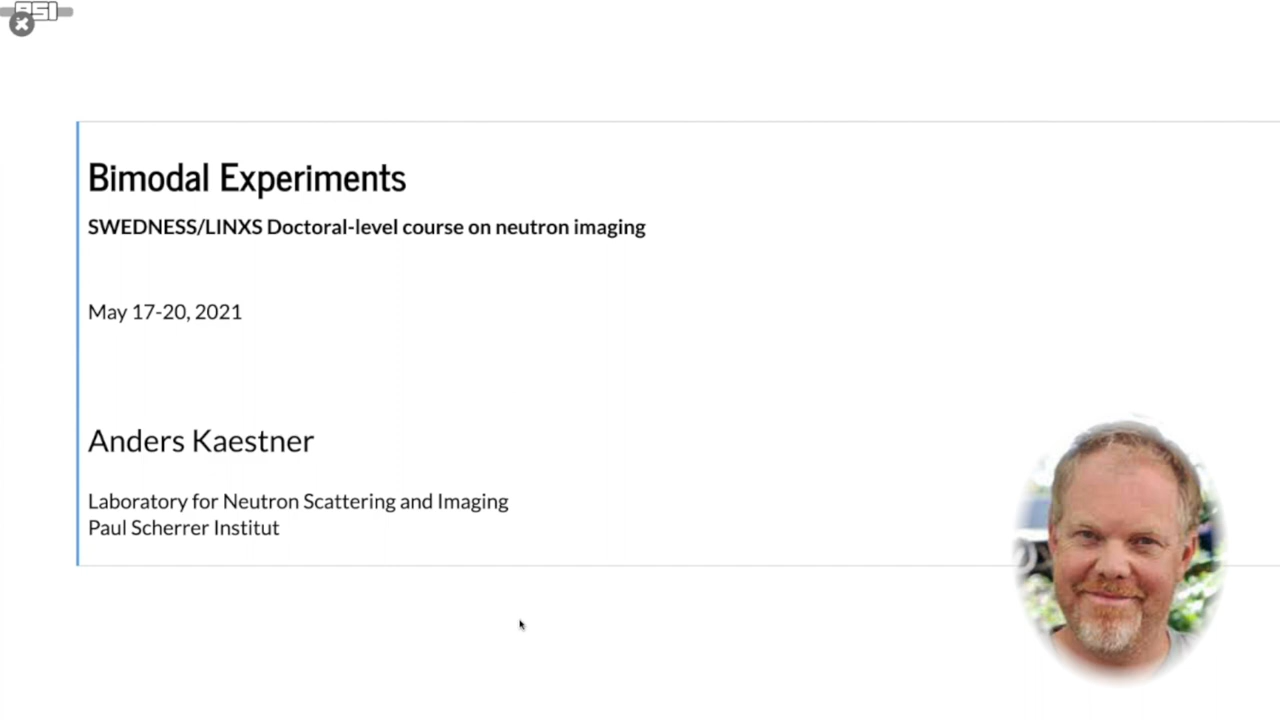 PSI
Bimodal Experiments
SWEDNESS/LINXS Doctoral-level course on neutron imaging
May 17-20, 2021
Anders Kaestner
Laboratory for Neutron Scattering and Imaging
Paul Scherrer Institut